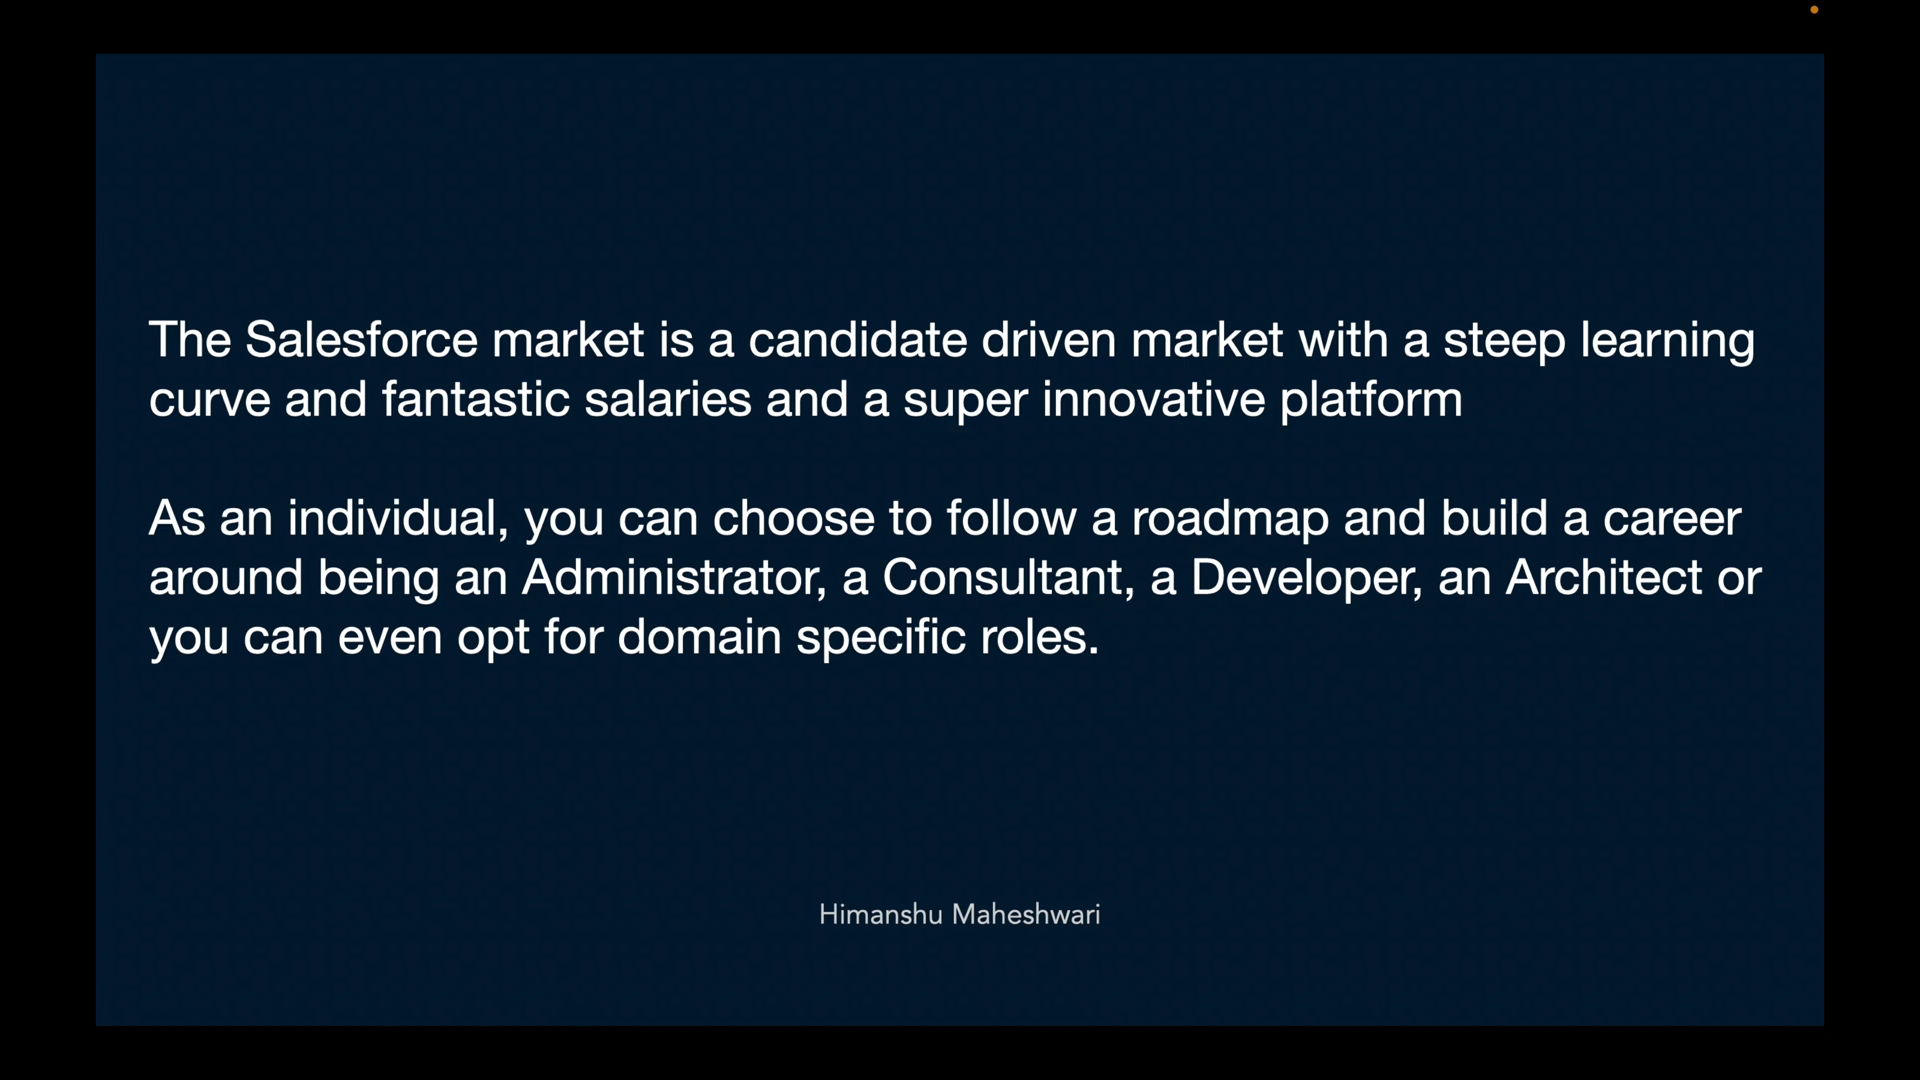 The Salesforce market is a candidate driven market with a steep learning
curve and fantastic salaries and a super innovative platform
As an individual, you can choose to follow a roadmap and build a career
around being an Administrator, a Consultant, a Developer, an Architect or
you can even opt for domain specific roles.
Himanshu Maheshwari